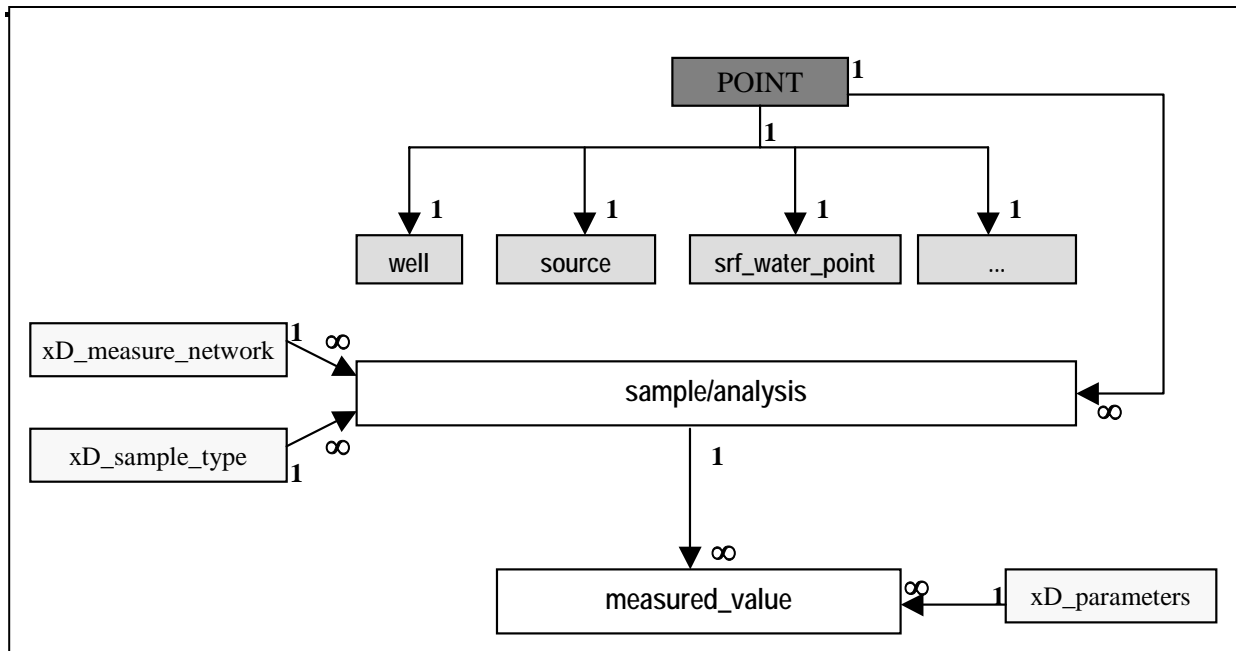 POINT
1
1
1
1
1
1
well
source
srf_water_point
...
1
∞
xD_measure_network
sample/analysis
∞
∞
xD_sample_type
1
1
∞
measured_value
∞
1
xD_parameters